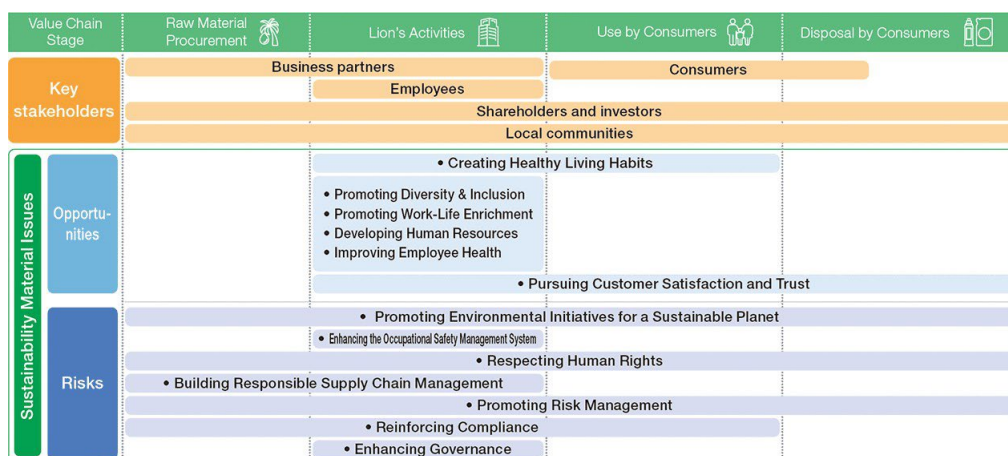 Value Chain
Stage
Raw Material
Procurement
Lion's Activities
Use by Consumers
Disposal by Consumers
Key
stakeholders
Business partners
Consumers
Employees
Shareholders and investors
Local communities
Sustainability Material Issues
Opportu-
nities
• Creating Healthy Living Habits
• Promoting Diversity & Inclusion
• Promoting Work-Life Enrichment
• Developing Human Resources
• Improving Employee Health
• Pursuing Customer Satisfaction and Trust
Risks
• Promoting Environmental Initiatives for a Sustainable Planet
• Enhancing the Occupational Safety Management System
• Respecting Human Rights
• Building Responsible Supply Chain Management
• Promoting Risk Management
• Reinforcing Compliance
• Enhancing Governance